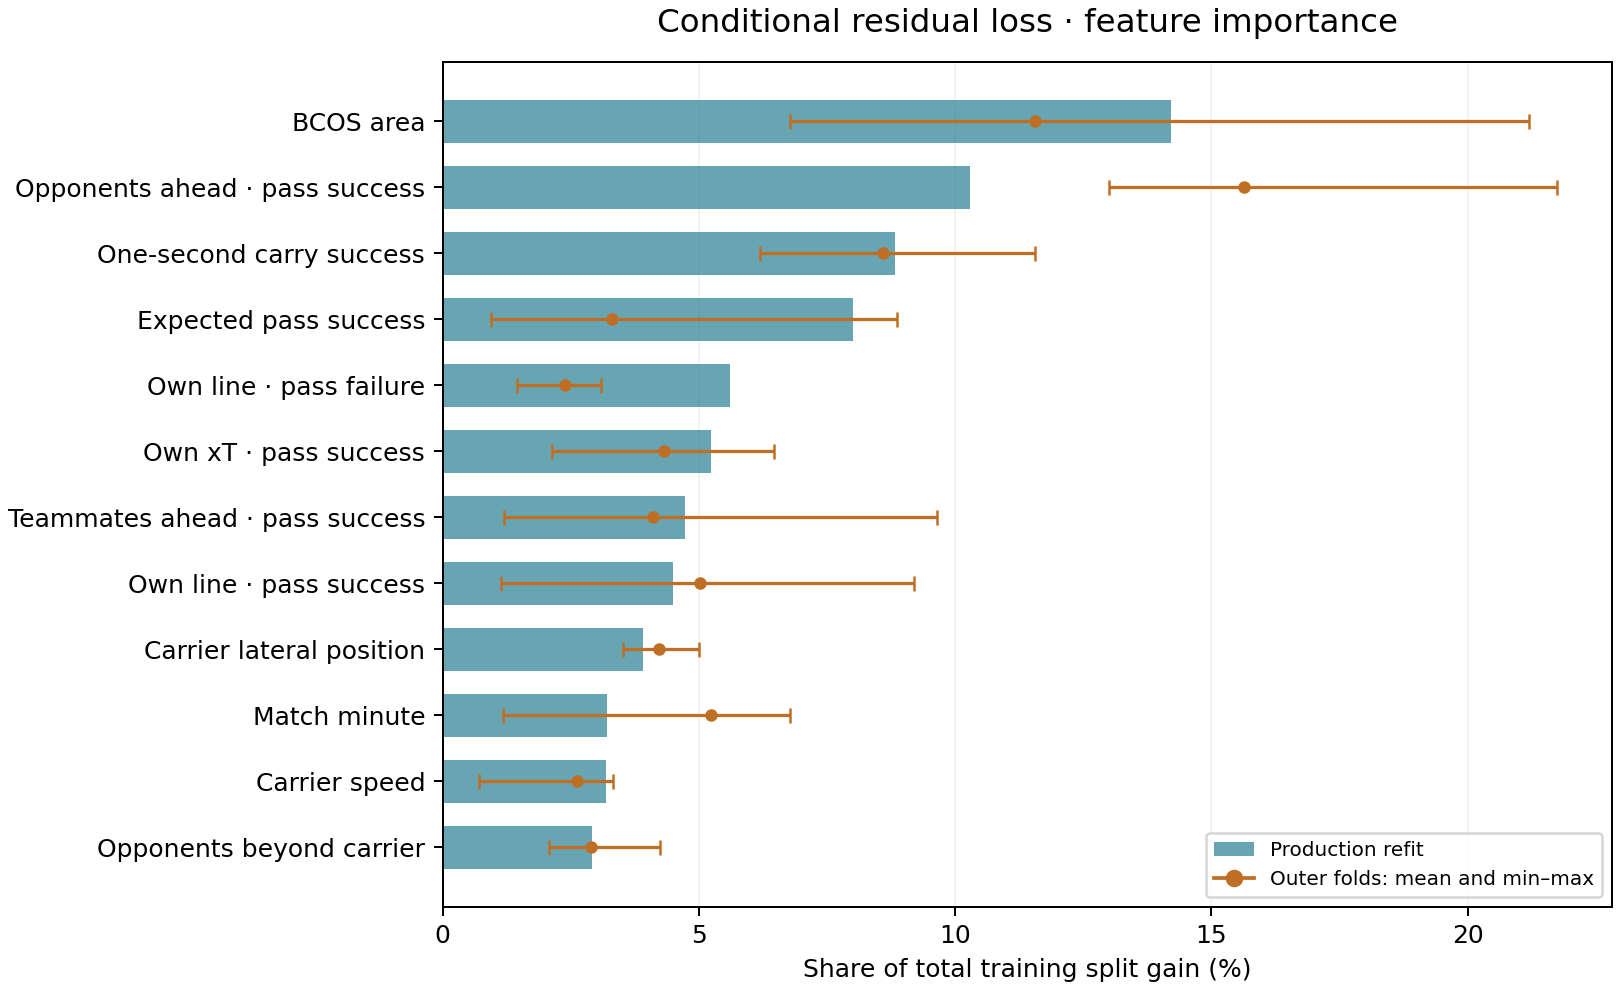 Conditional residual loss · feature importance
BCOS area
Opponents ahead · pass success
One-second carry success
Expected pass success
Own line · pass failure
Own xT · pass success
Teammates ahead · pass success
Own line · pass success
Carrier lateral position
Match minute
Carrier speed
Opponents beyond carrier
Production refit
Outer folds: mean and min–max
0 5 10 15 20
Share of total training split gain (%)